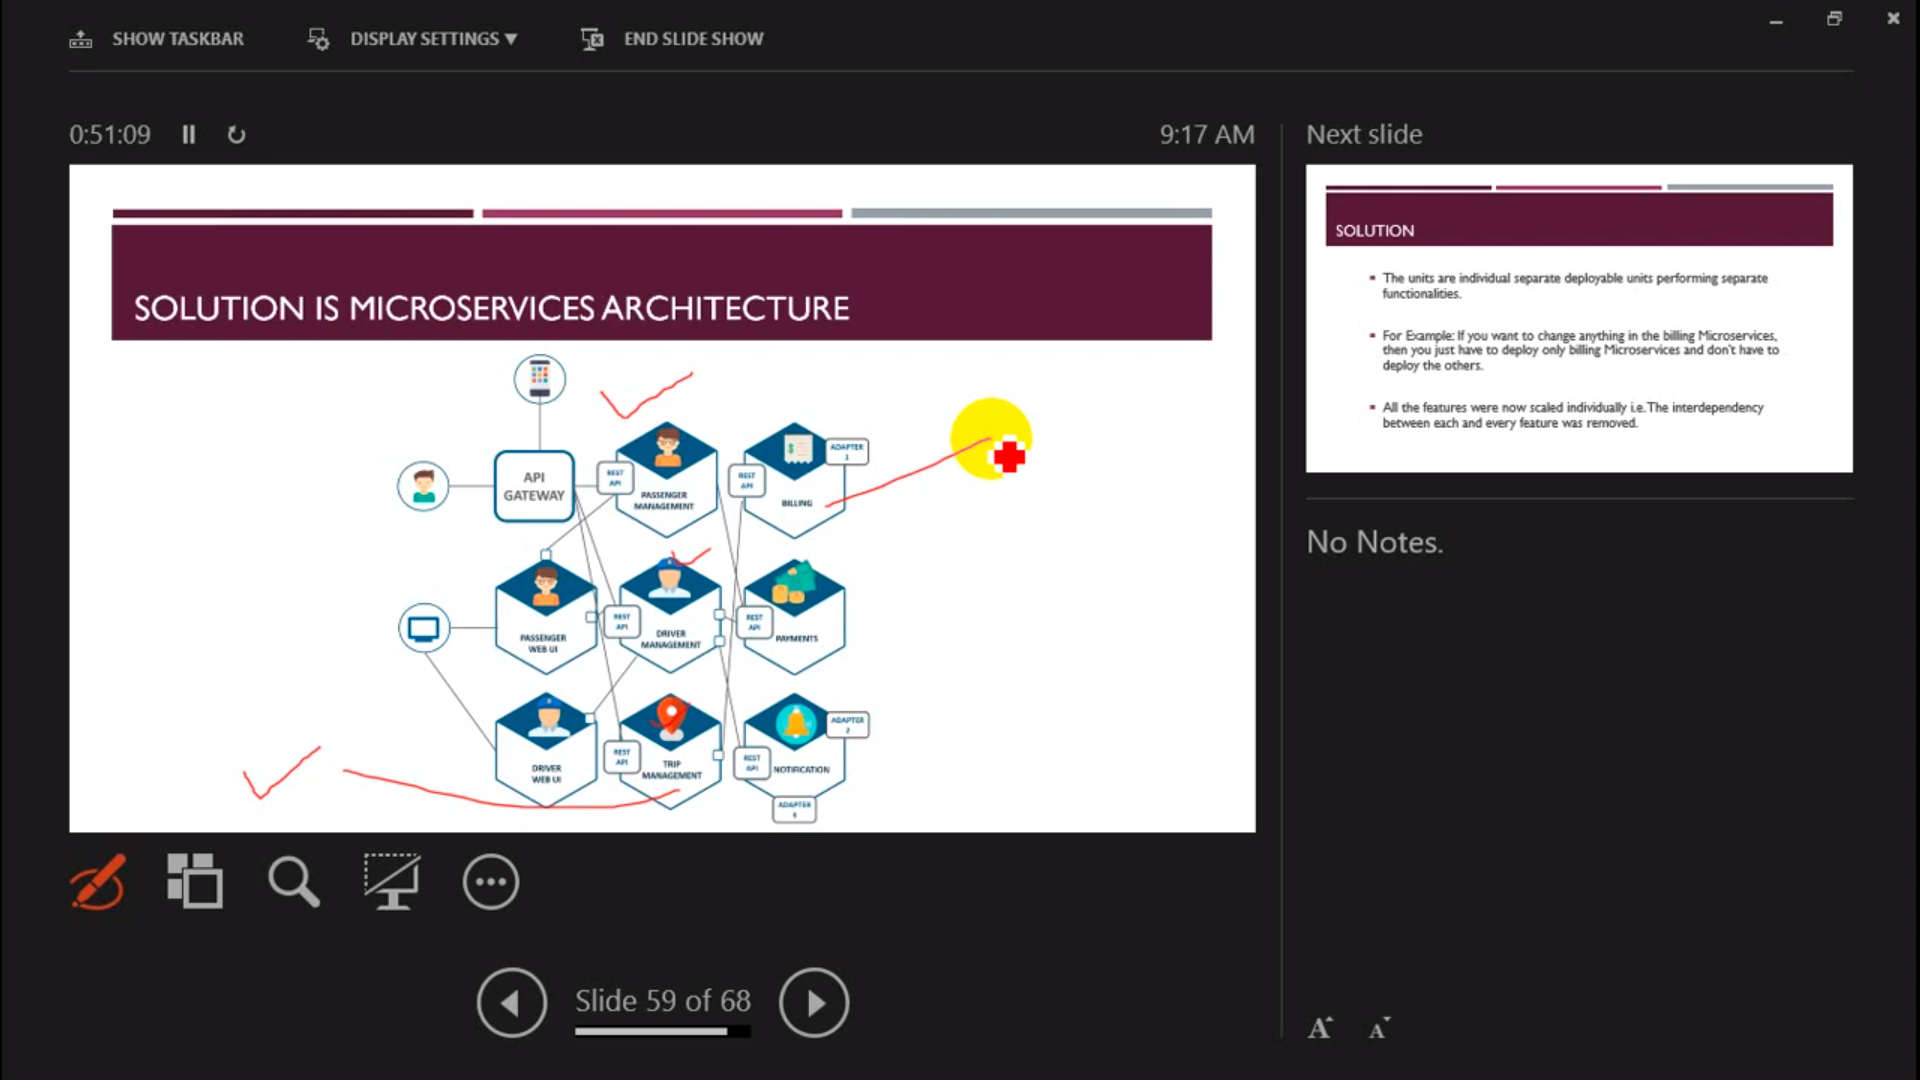 SHOW TASKBAR
DISPLAY SETTINGS ▼
END SLIDE SHOW
0:51:09
9:17 AM
Next slide
SOLUTION IS MICROSERVICES ARCHITECTURE
API
GATEWAY
REST
API
PASSENGER
MANAGEMENT
REST
API
BILLING
ADAPTER
1
PASSENGER
WEB UI
REST
API
DRIVER
MANAGEMENT
REST
API
PAYMENTS
DRIVER
WEB UI
REST
API
TRIP
MANAGEMENT
REST
API
NOTIFICATION
ADAPTER
2
ADAPTER
SOLUTION
The units are individual separate deployable units performing separate
functionalities.
For Example: If you want to change anything in the billing Microservices,
then you just have to deploy only billing Microservices and don't have to
deploy the others.
All the features were now scaled individually i.e. The interdependency
between each and every feature was removed.
No Notes.
Slide 59 of 68
A
A